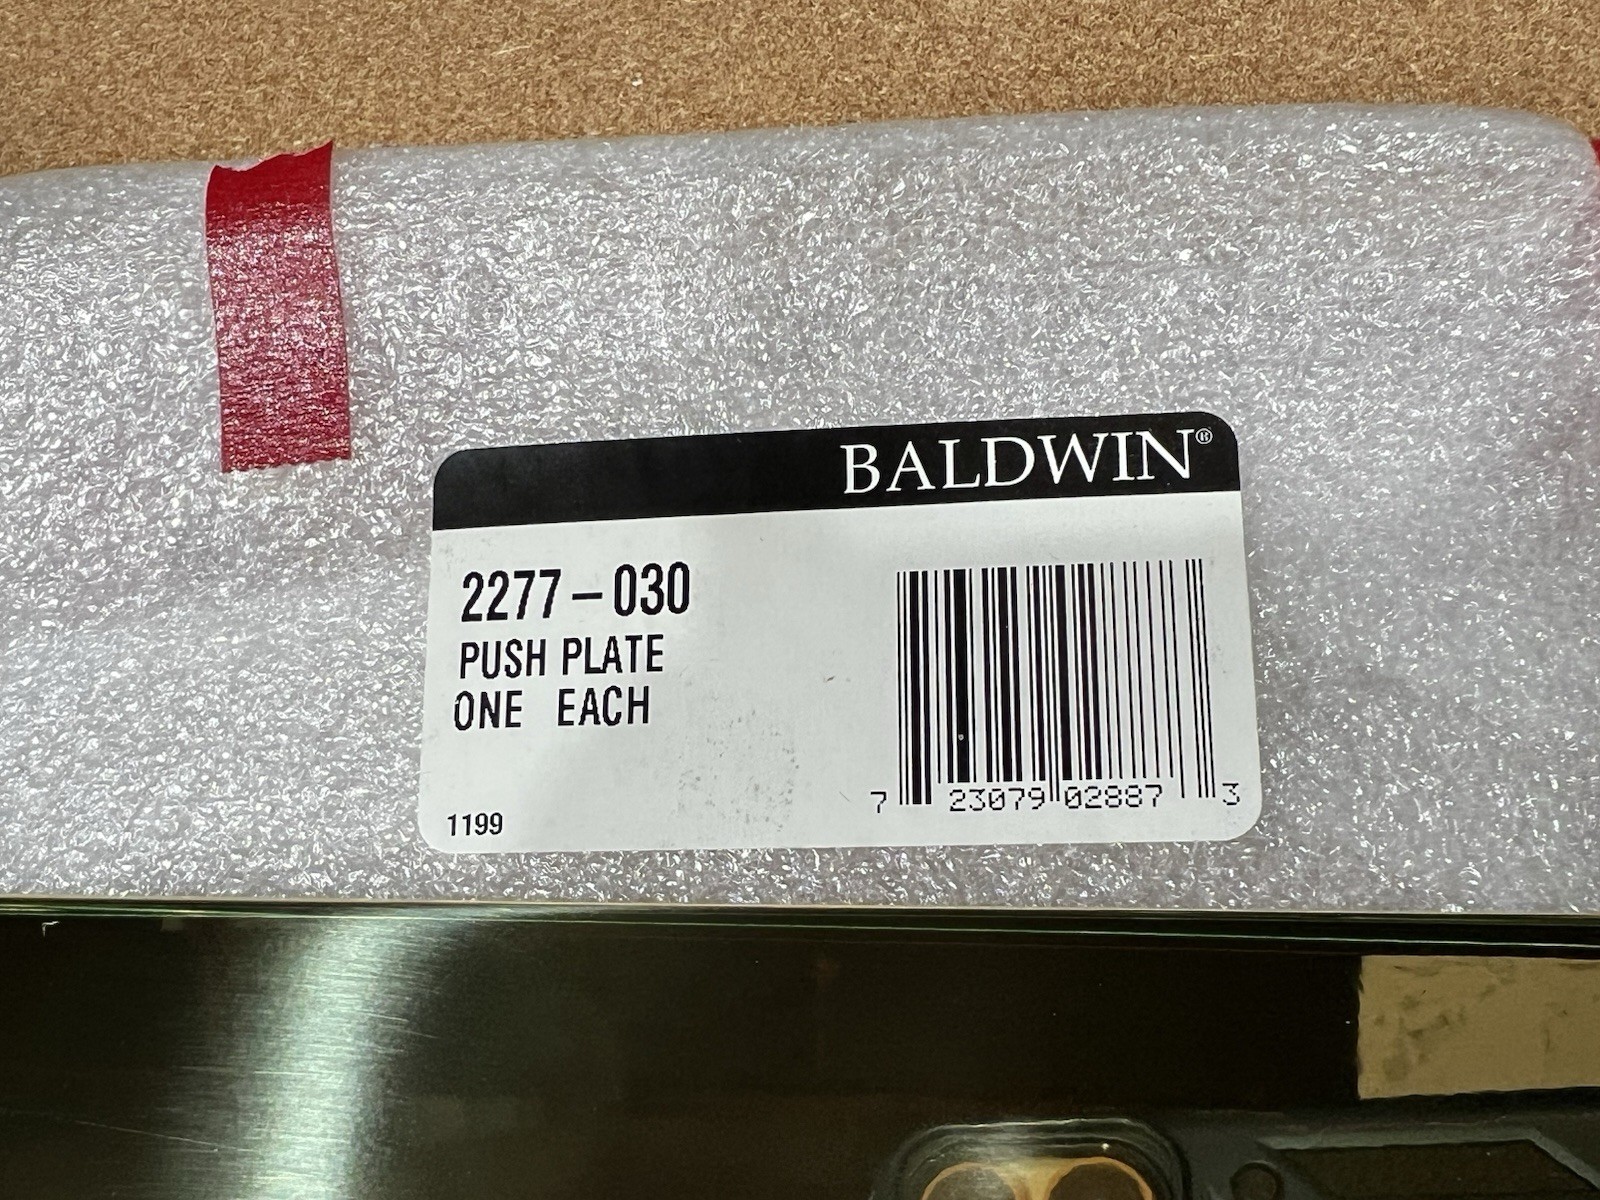 BALDWIN®
2277-030
PUSH PLATE
ONE EACH
7 23079 02887 3
1199